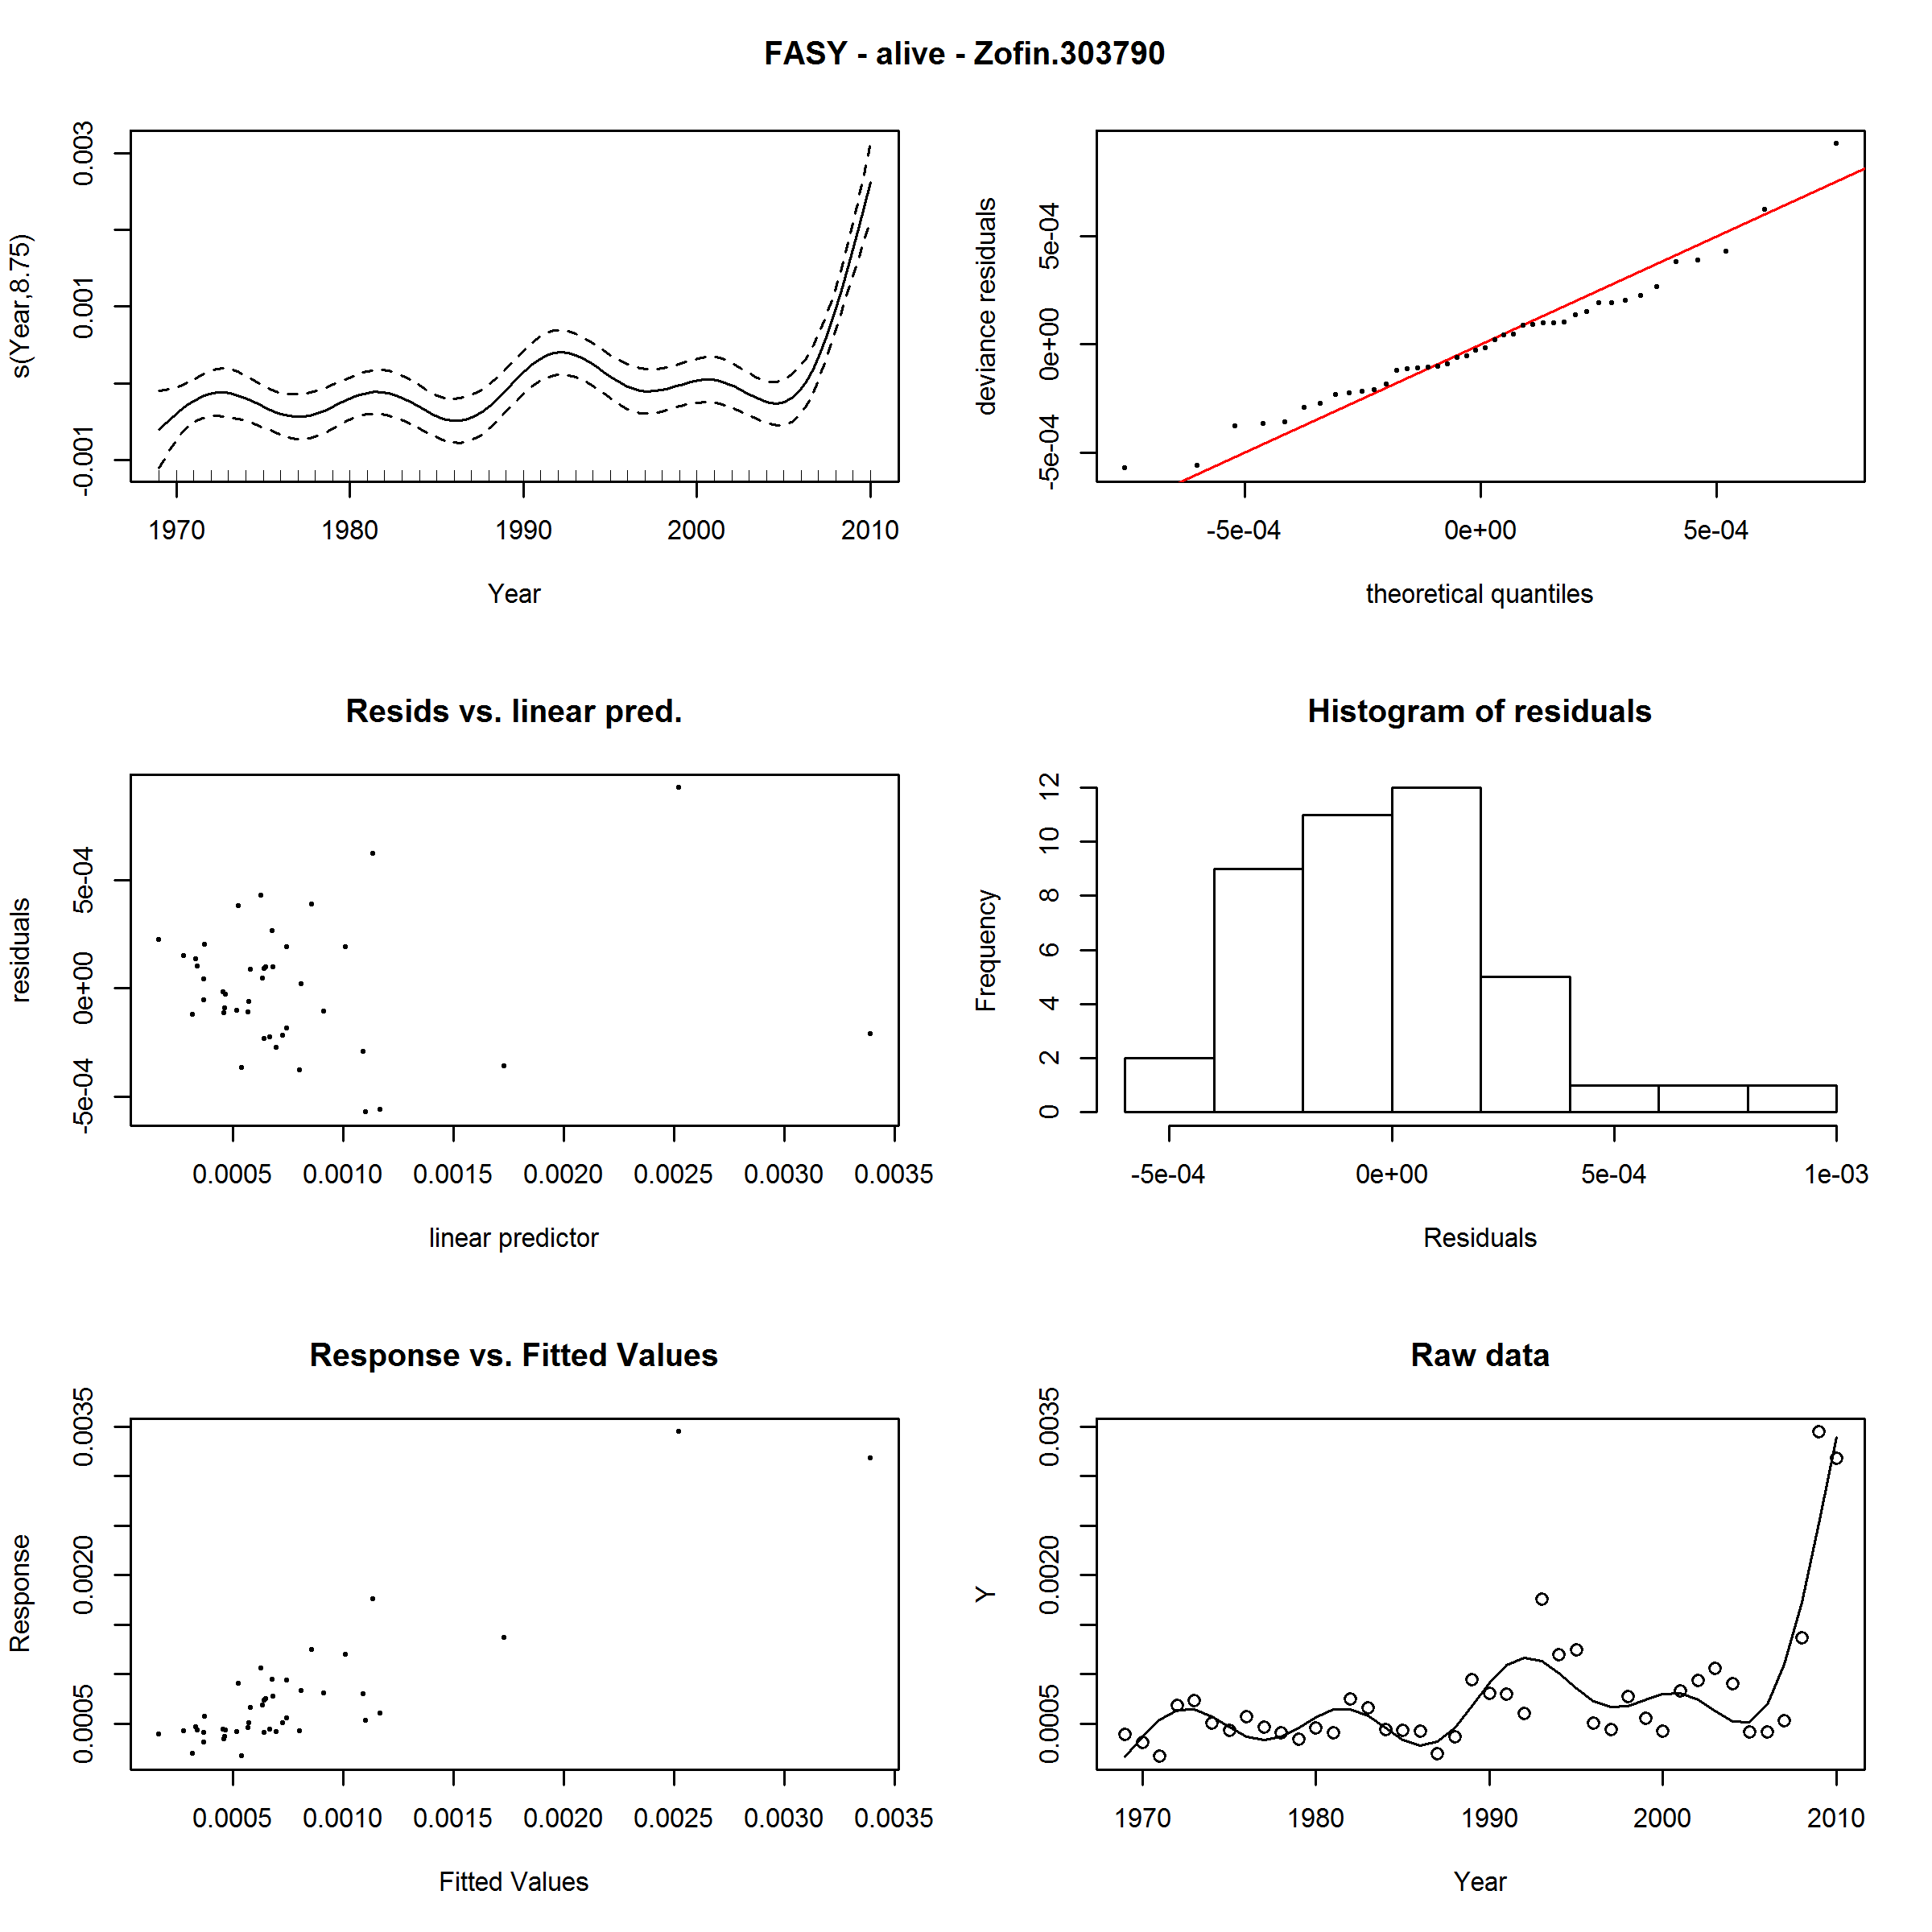 FASY - alive - Zofin.303790
s(Year,8.75)
0.003
0.001
-0.001
1970 1980 1990 2000 2010
Year
deviance residuals
5e-04
0e+00
-5e-04
-5e-04 0e+00 5e-04
theoretical quantiles
Resids vs. linear pred.
residuals
5e-04
0e+00
-5e-04
0.0005 0.0010 0.0015 0.0020 0.0025 0.0030 0.0035
linear predictor
Histogram of residuals
Frequency
12
10
8
6
4
2
0
-5e-04 0e+00 5e-04 1e-03
Residuals
Response vs. Fitted Values
Response
0.0035
0.0020
0.0005
0.0005 0.0010 0.0015 0.0020 0.0025 0.0030 0.0035
Fitted Values
Raw data
Y
0.0035
0.0020
0.0005
1970 1980 1990 2000 2010
Year